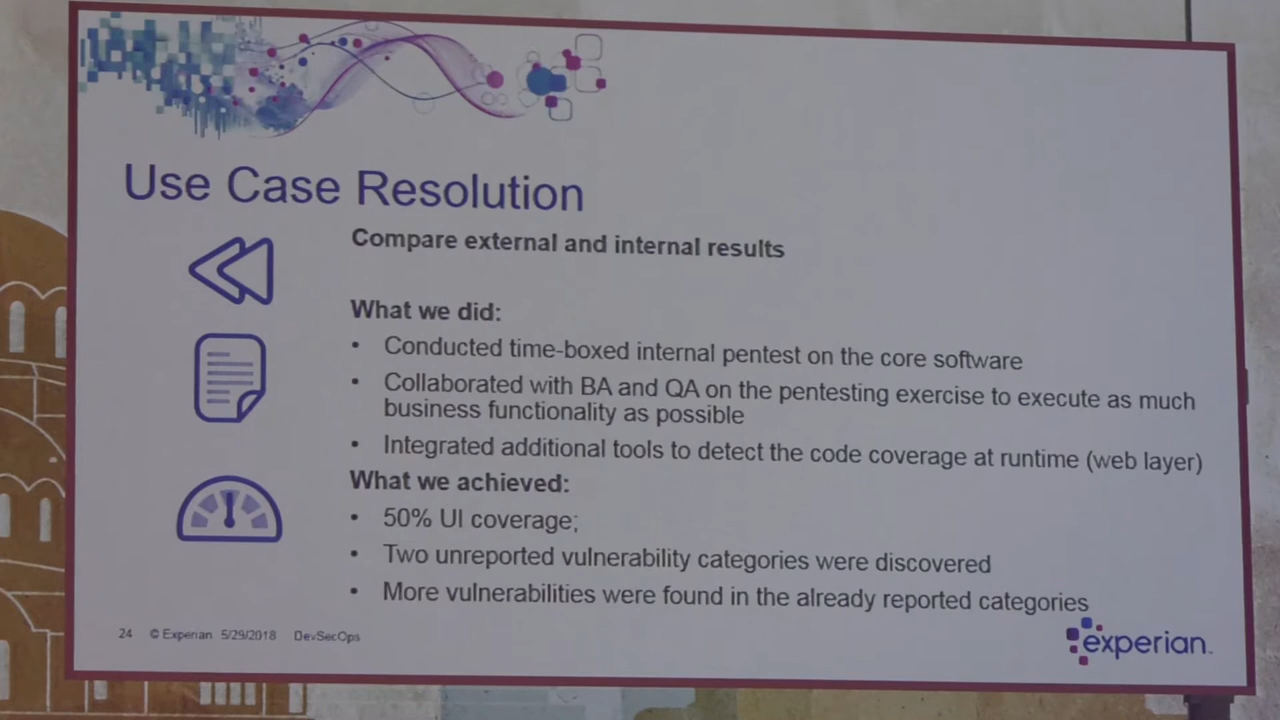 Use Case Resolution
Compare external and internal results
What we did:
• Conducted time-boxed internal pentest on the core software
• Collaborated with BA and QA on the pentesting exercise to execute as much
business functionality as possible
• Integrated additional tools to detect the code coverage at runtime (web layer)
What we achieved:
• 50% UI coverage;
• Two unreported vulnerability categories were discovered
• More vulnerabilities were found in the already reported categories
24 © Experian 5/29/2018 DevSecOps
experian™